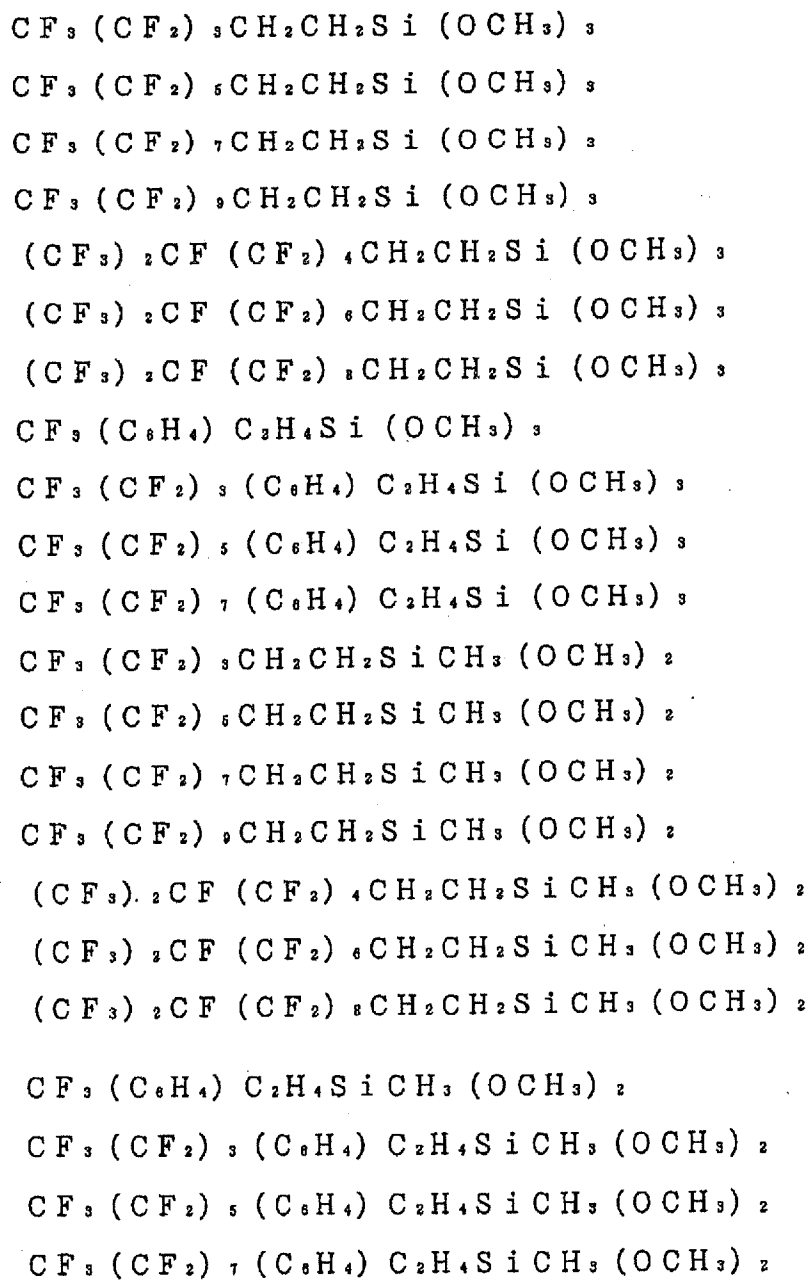 CF₃(CF₂)₃CH₂CH₂Si(OCH₃)₃
CF₃(CF₂)₅CH₂CH₂Si(OCH₃)₃
CF₃(CF₂)₇CH₂CH₂Si(OCH₃)₃
CF₃(CF₂)₉CH₂CH₂Si(OCH₃)₃
(CF₃)₂CF(CF₂)₄CH₂CH₂Si(OCH₃)₃
(CF₃)₂CF(CF₂)₆CH₂CH₂Si(OCH₃)₃
(CF₃)₂CF(CF₂)₈CH₂CH₂Si(OCH₃)₃
CF₃(C₆H₄)C₂H₄Si(OCH₃)₃
CF₃(CF₂)₃(C₆H₄)C₂H₄Si(OCH₃)₃
CF₃(CF₂)₅(C₆H₄)C₂H₄Si(OCH₃)₃
CF₃(CF₂)₇(C₆H₄)C₂H₄Si(OCH₃)₃
CF₃(CF₂)₃CH₂CH₂SiCH₃(OCH₃)₂
CF₃(CF₂)₅CH₂CH₂SiCH₃(OCH₃)₂
CF₃(CF₂)₇CH₂CH₂SiCH₃(OCH₃)₂
CF₃(CF₂)₉CH₂CH₂SiCH₃(OCH₃)₂
(CF₃)₂CF(CF₂)₄CH₂CH₂SiCH₃(OCH₃)₂
(CF₃)₂CF(CF₂)₆CH₂CH₂SiCH₃(OCH₃)₂
(CF₃)₂CF(CF₂)₈CH₂CH₂SiCH₃(OCH₃)₂
CF₃(C₆H₄)C₂H₄SiCH₃(OCH₃)₂
CF₃(CF₂)₃(C₆H₄)C₂H₄SiCH₃(OCH₃)₂
CF₃(CF₂)₅(C₆H₄)C₂H₄SiCH₃(OCH₃)₂
CF₃(CF₂)₇(C₆H₄)C₂H₄SiCH₃(OCH₃)₂